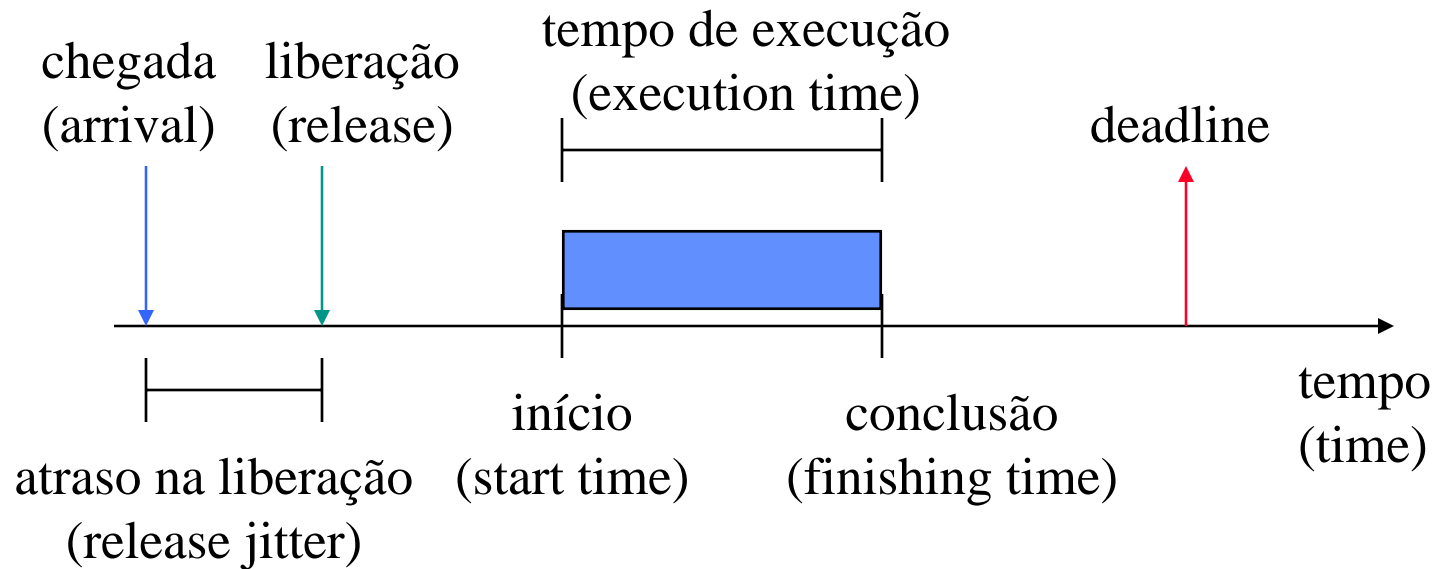 chegada
(arrival)
liberação
(release)
tempo de execução
(execution time)
deadline
atraso na liberação
(release jitter)
início
(start time)
conclusão
(finishing time)
tempo
(time)